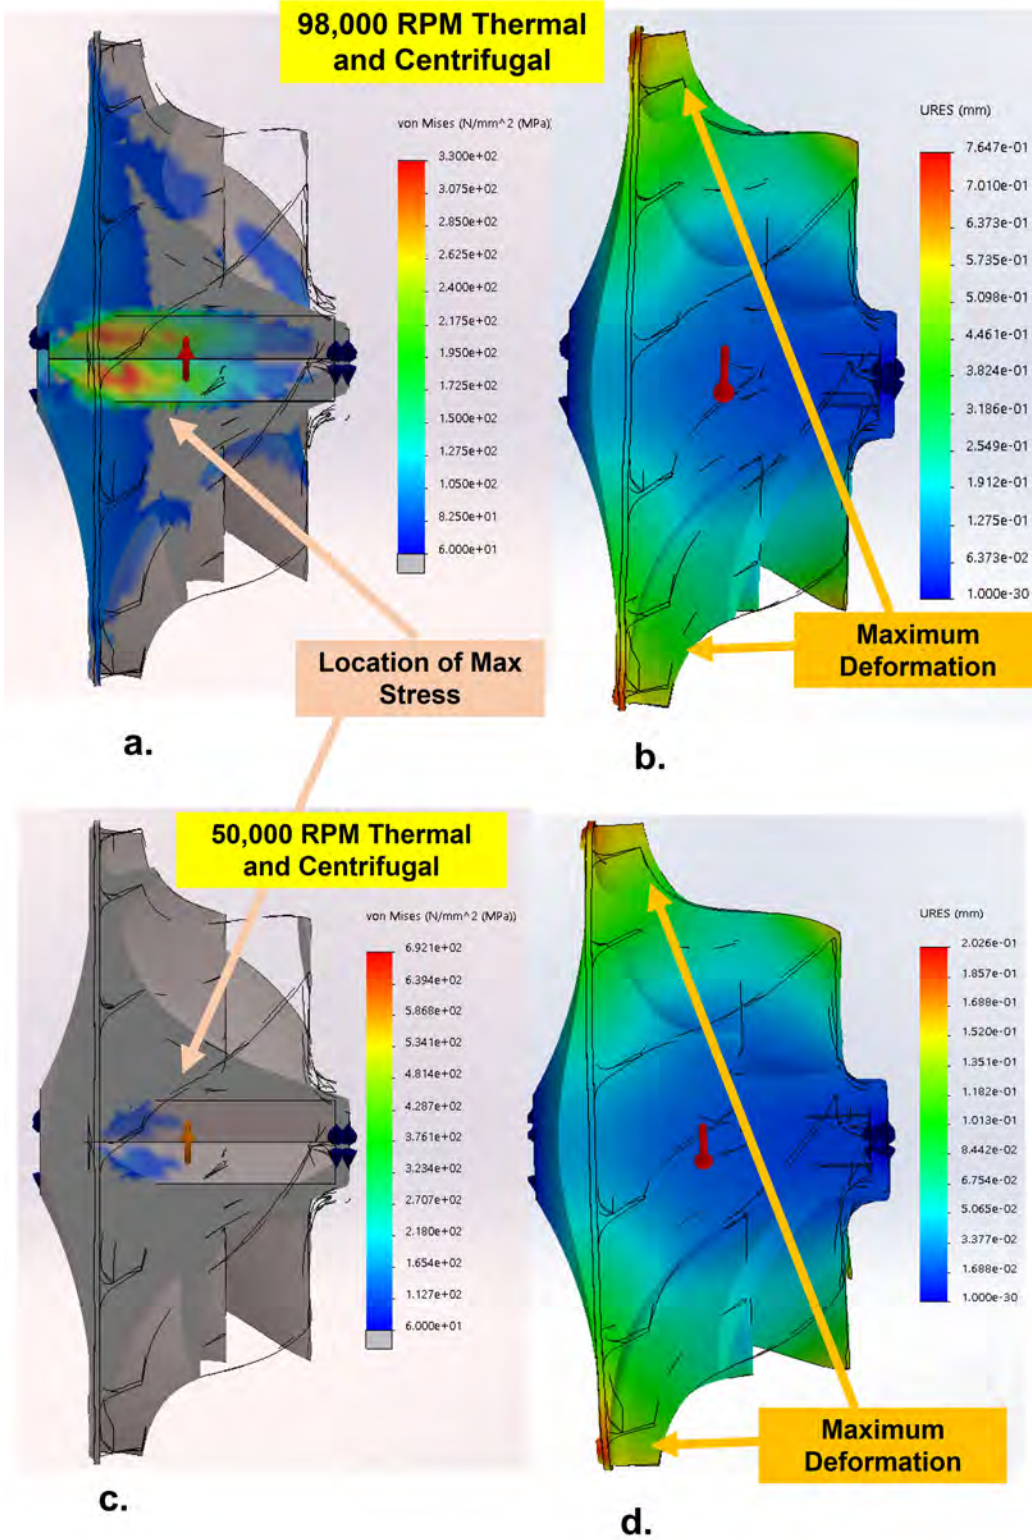 98,000 RPM Thermal
and Centrifugal
von Mises (N/mm^2 (MPa))
3.300e+02
3.075e+02
2.850e+02
2.625e+02
2.400e+02
2.175e+02
1.950e+02
1.725e+02
1.500e+02
1.275e+02
1.050e+02
8.250e+01
6.000e+01
URES (mm)
7.647e-01
7.010e-01
6.373e-01
5.735e-01
5.098e-01
4.461e-01
3.824e-01
3.186e-01
2.549e-01
1.912e-01
1.275e-01
6.373e-02
1.000e-30
Location of Max
Stress
Maximum
Deformation
a.
b.
50,000 RPM Thermal
and Centrifugal
von Mises (N/mm^2 (MPa))
6.921e+02
6.394e+02
5.868e+02
5.341e+02
4.814e+02
4.287e+02
3.761e+02
3.234e+02
2.707e+02
2.180e+02
1.654e+02
1.127e+02
6.000e+01
URES (mm)
2.026e-01
1.857e-01
1.688e-01
1.520e-01
1.351e-01
1.182e-01
1.013e-01
8.442e-02
6.754e-02
5.065e-02
3.377e-02
1.688e-02
1.000e-30
Maximum
Deformation
c.
d.